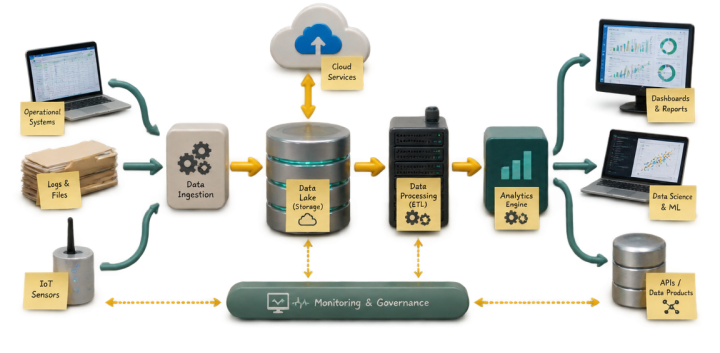 Cloud
Services
Operational
Systems
Dashboards
& Reports
Logs &
Files
Data
Ingestion
Data
Lake
(Storage)
Data
Processing
(ETL)
Analytics
Engine
Data Science
& ML
IoT
Sensors
Monitoring & Governance
APIs /
Data Products